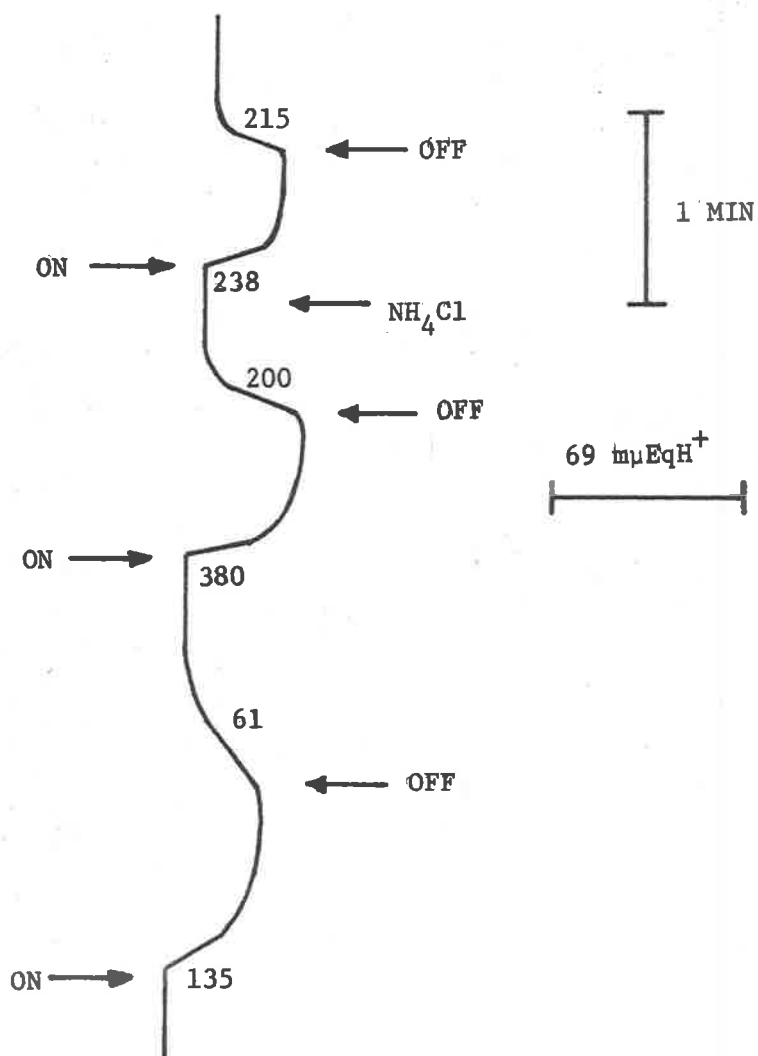 215
OFF
1 MIN
ON
238
NH₄Cl
200
OFF
69 mμEqH⁺
ON
380
61
OFF
ON
135